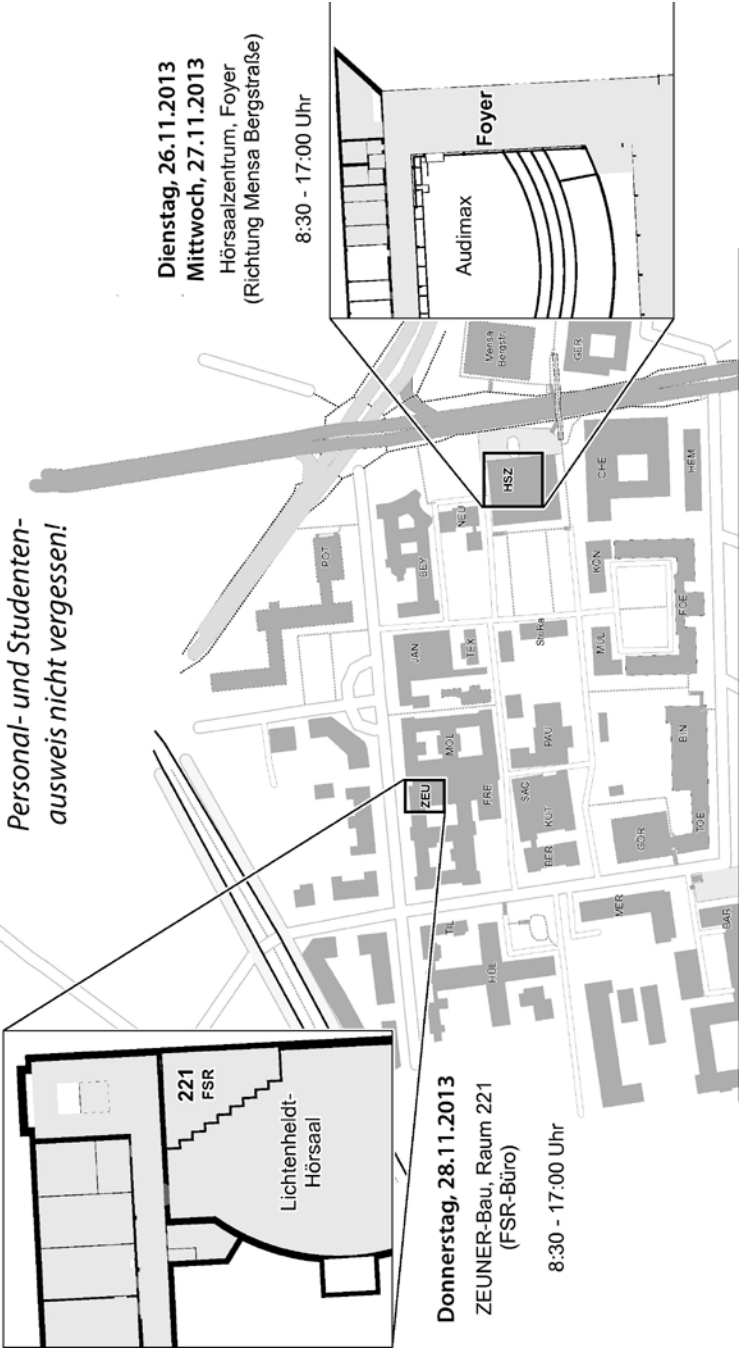 Personal- und Studenten-
ausweis nicht vergessen!
Dienstag, 26.11.2013
Mittwoch, 27.11.2013
Hörsaalzentrum, Foyer
(Richtung Mensa Bergstraße)
8:30 - 17:00 Uhr
Foyer
Audimax
221
FSR
Lichtenheldt-
Hörsaal
Donnerstag, 28.11.2013
ZEUNER-Bau, Raum 221
(FSR-Büro)
8:30 - 17:00 Uhr
POT
Mensa
Bergstr.
GER
BEY
NEU
HSZ
CHE
HEM
JAN
TEX
StuRa
KON
MÜL
FOE
ZEU
MOL
FRE
PAU
SAC
KUT
BER
GÖR
BIN
TOE
TIL
HÜL
MER
BAR